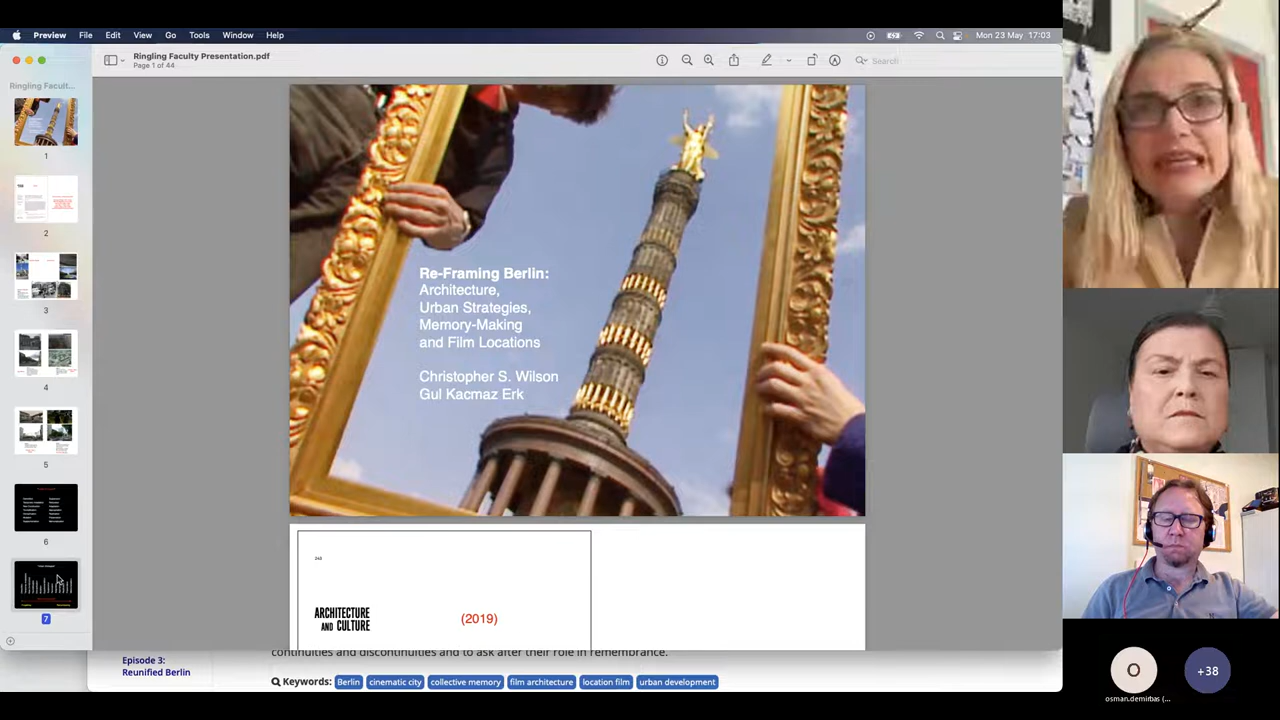 Preview File Edit View Go Tools Window Help
Mon 23 May 17:03
Ringling Faculty Presentation.pdf
Page 1 of 44
Search
Ringling Facult...
1
2
3
4
5
6
7
Re-Framing Berlin:
Architecture,
Urban Strategies,
Memory-Making
and Film Locations
Christopher S. Wilson
Gul Kacmaz Erk
ARCHITECTURE
AND CULTURE
(2019)
Episode 3:
Reunified Berlin
continuities and discontinuities and to ask after their role in remembrance.
Keywords: Berlin cinematic city collective memory film architecture location film urban development
O
+38
osman.demirbas (...